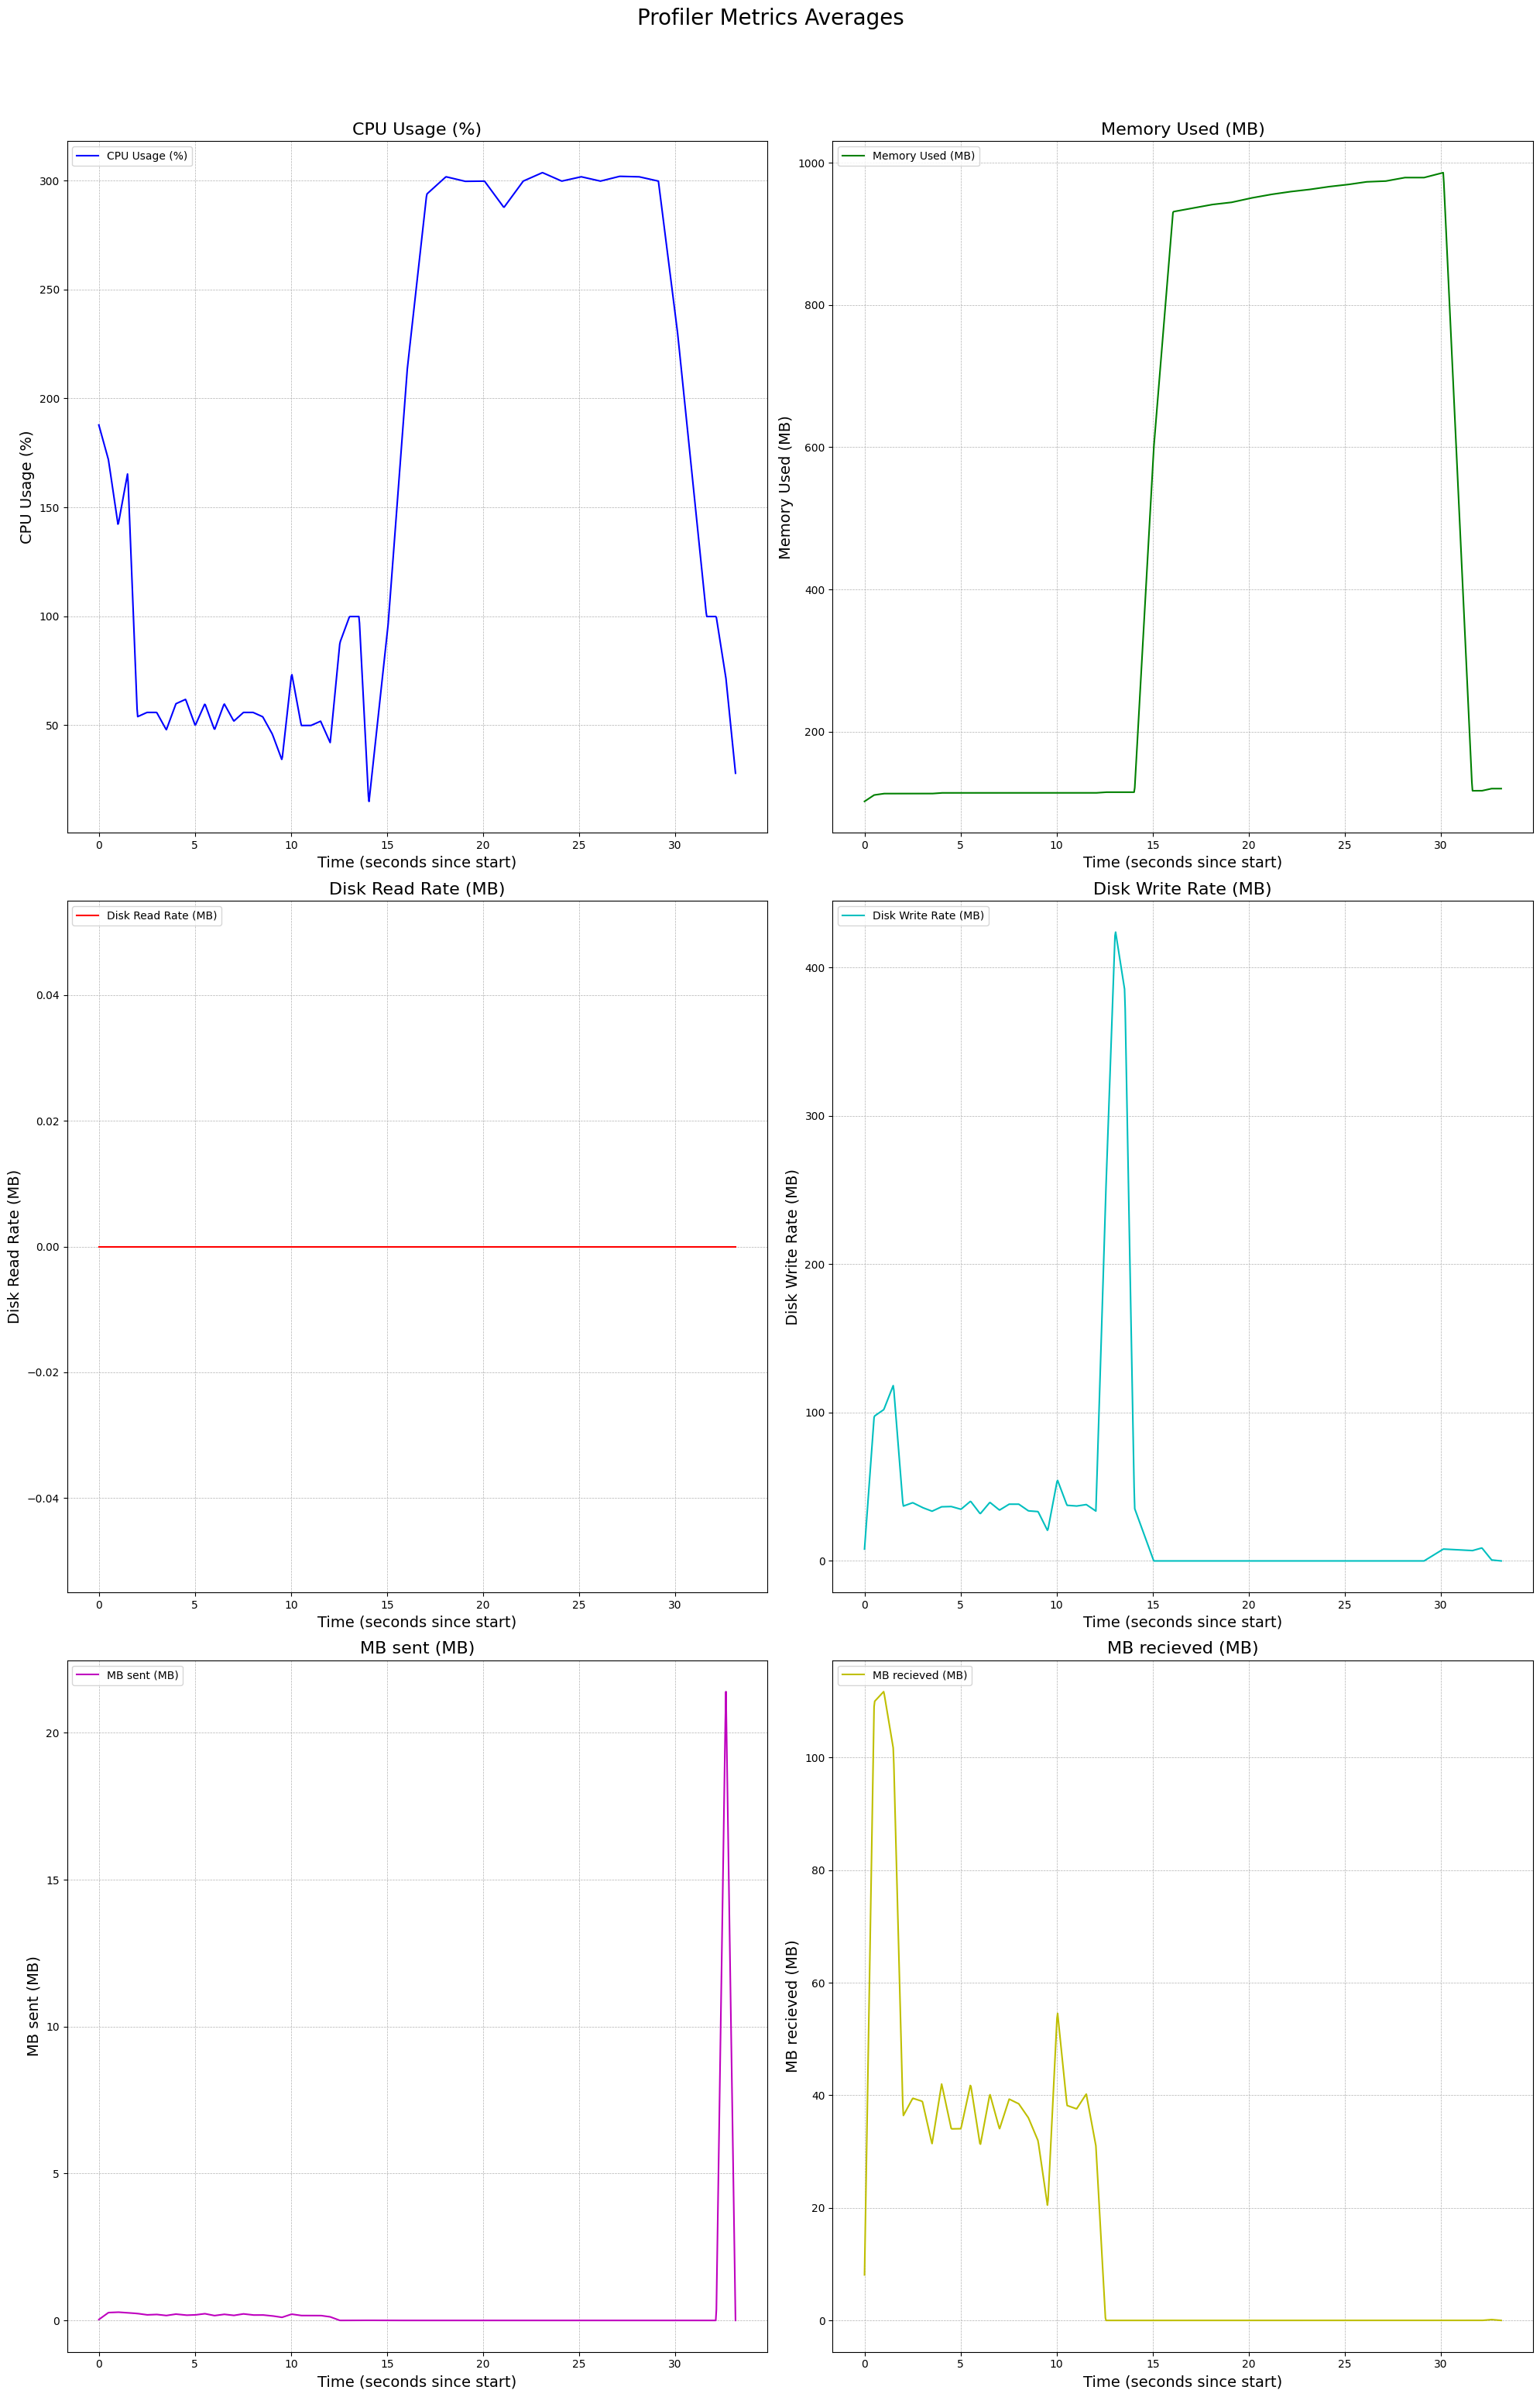 Profiler Metrics Averages
CPU Usage (%)
CPU Usage (%)
CPU Usage (%)
300
250
200
150
100
50
0 5 10 15 20 25 30
Time (seconds since start)
Memory Used (MB)
Memory Used (MB)
Memory Used (MB)
1000
800
600
400
200
0 5 10 15 20 25 30
Time (seconds since start)
Disk Read Rate (MB)
Disk Read Rate (MB)
Disk Read Rate (MB)
0.04
0.02
0.00
−0.02
−0.04
0 5 10 15 20 25 30
Time (seconds since start)
Disk Write Rate (MB)
Disk Write Rate (MB)
Disk Write Rate (MB)
400
300
200
100
0
0 5 10 15 20 25 30
Time (seconds since start)
MB sent (MB)
MB sent (MB)
MB sent (MB)
20
15
10
5
0
0 5 10 15 20 25 30
Time (seconds since start)
MB recieved (MB)
MB recieved (MB)
MB recieved (MB)
100
80
60
40
20
0
0 5 10 15 20 25 30
Time (seconds since start)